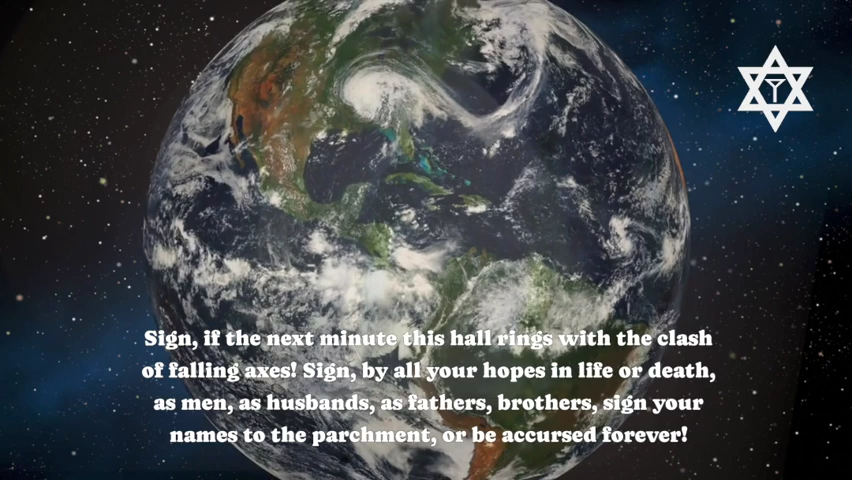 Sign, if the next minute this hall rings with the clash
of falling axes! Sign, by all your hopes in life or death,
as men, as husbands, as fathers, brothers, sign your
names to the parchment, or be accursed forever!